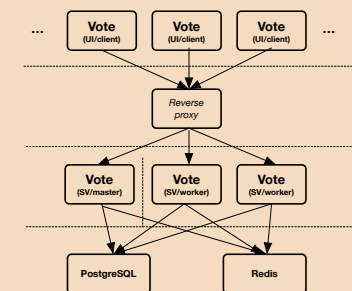 ... Vote Vote Vote ...
(UI/client) (UI/client) (UI/client)
Reverse
proxy
Vote Vote Vote
(SV/master) (SV/worker) (SV/worker)
PostgreSQL Redis